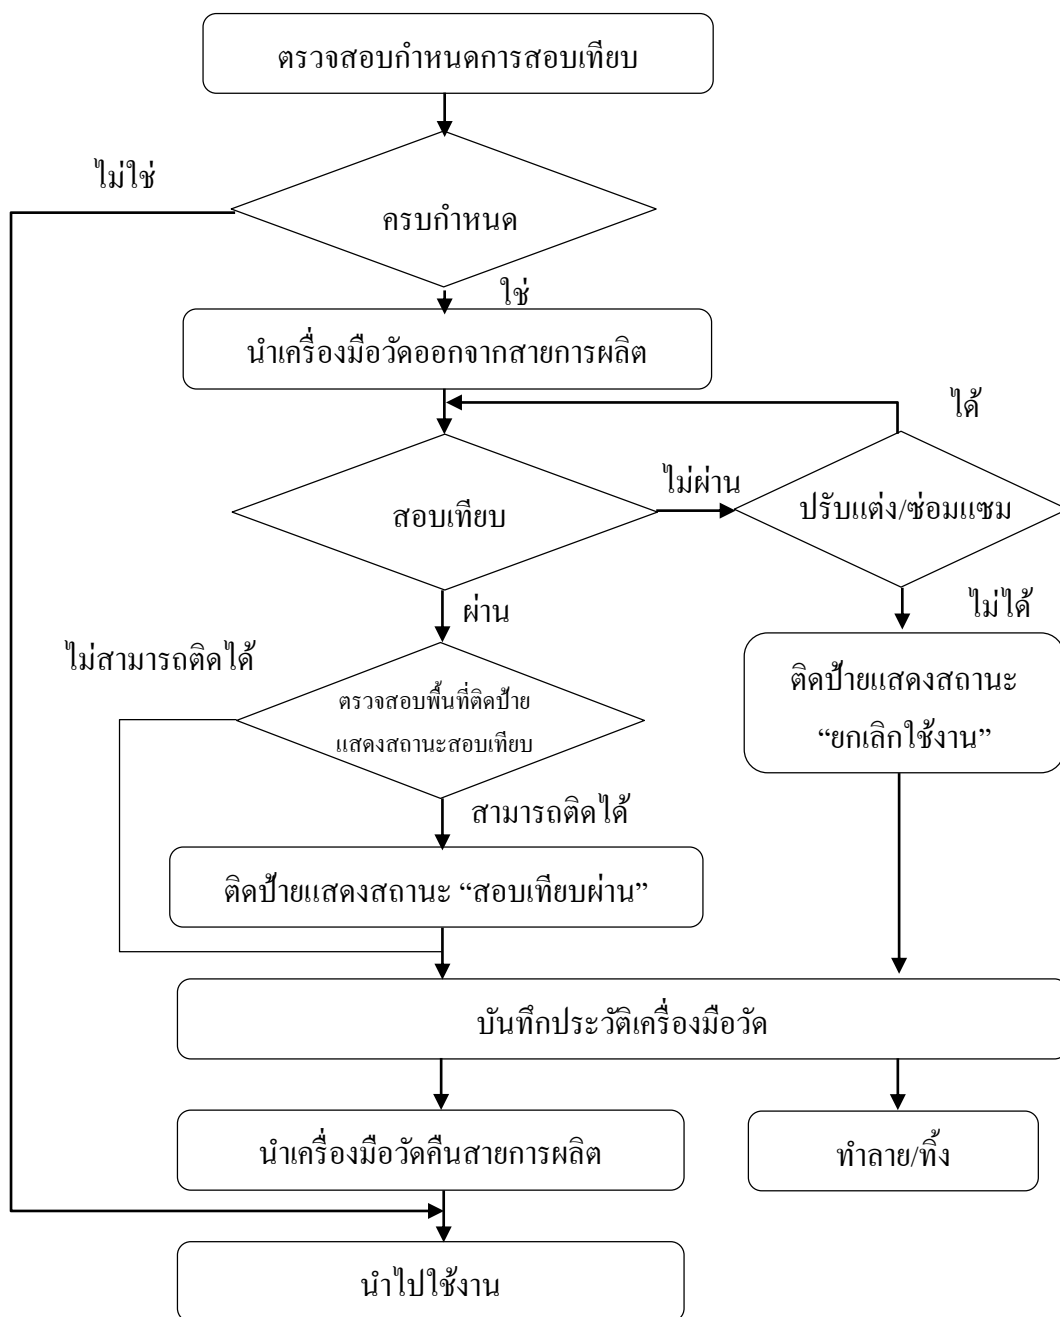 ตรวจสอบกำหนดการสอบเทียบ
ไม่ใช่
ครบกำหนด
ใช่
นำเครื่องมือวัดออกจากสายการผลิต
ได้
ไม่ผ่าน
สอบเทียบ
ปรับแต่ง/ซ่อมแซม
ผ่าน
ไม่ได้
ไม่สามารถติดได้
ตรวจสอบพื้นที่ติดป้าย
แสดงสถานะสอบเทียบ
ติดป้ายแสดงสถานะ
“ยกเลิกใช้งาน”
สามารถติดได้
ติดป้ายแสดงสถานะ “สอบเทียบผ่าน”
บันทึกประวัติเครื่องมือวัด
นำเครื่องมือวัดคืนสายการผลิต
ทำลาย/ทิ้ง
นำไปใช้งาน